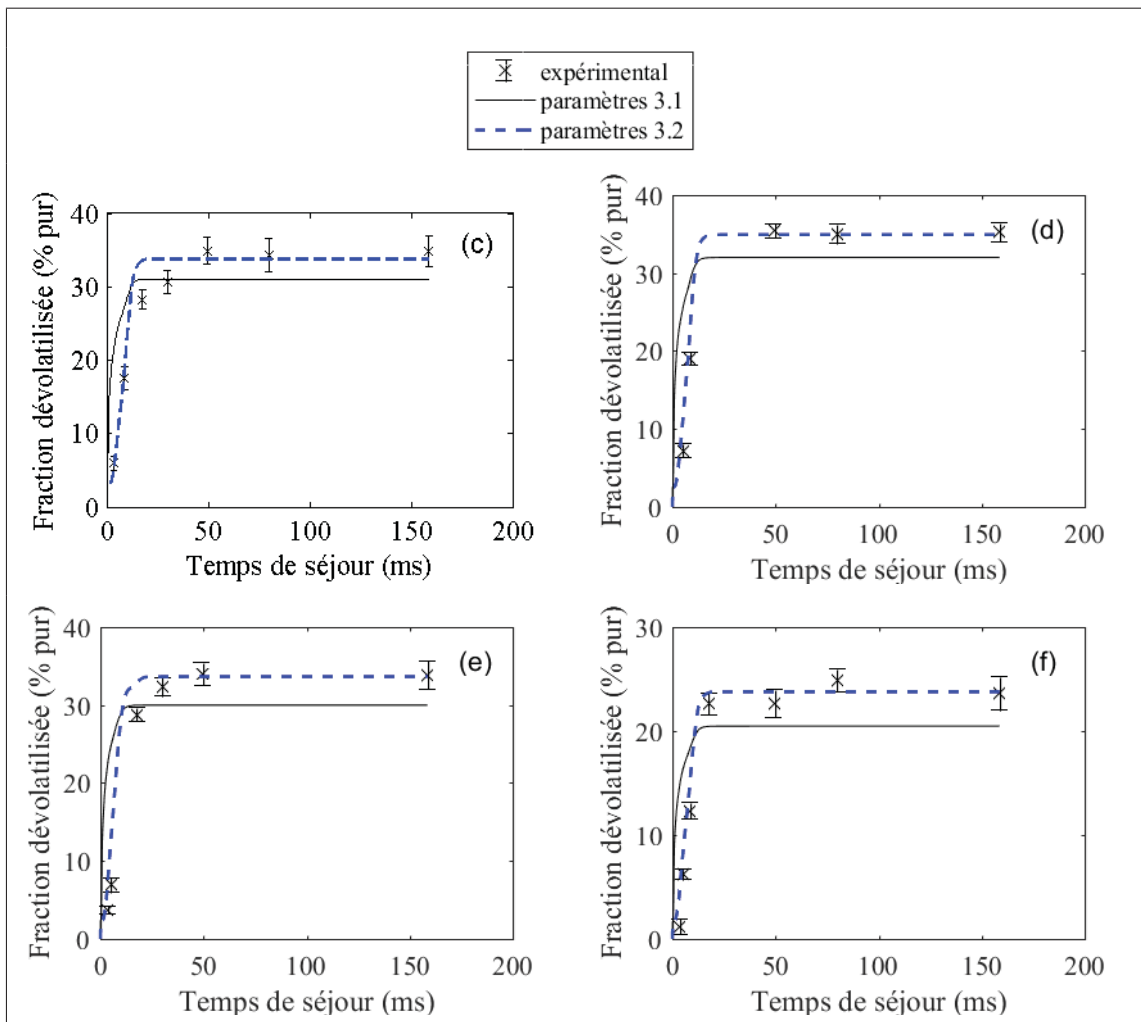 expérimental
paramètres 3.1
paramètres 3.2
Fraction dévolatilisée (% pur)
40
30
20
10
0
(c)
0
50
100
150
200
Temps de séjour (ms)
Fraction dévolatilisée (% pur)
40
30
20
10
0
(d)
0
50
100
150
200
Temps de séjour (ms)
Fraction dévolatilisée (% pur)
40
30
20
10
0
(e)
0
50
100
150
200
Temps de séjour (ms)
Fraction dévolatilisée (% pur)
30
20
10
0
(f)
0
50
100
150
200
Temps de séjour (ms)